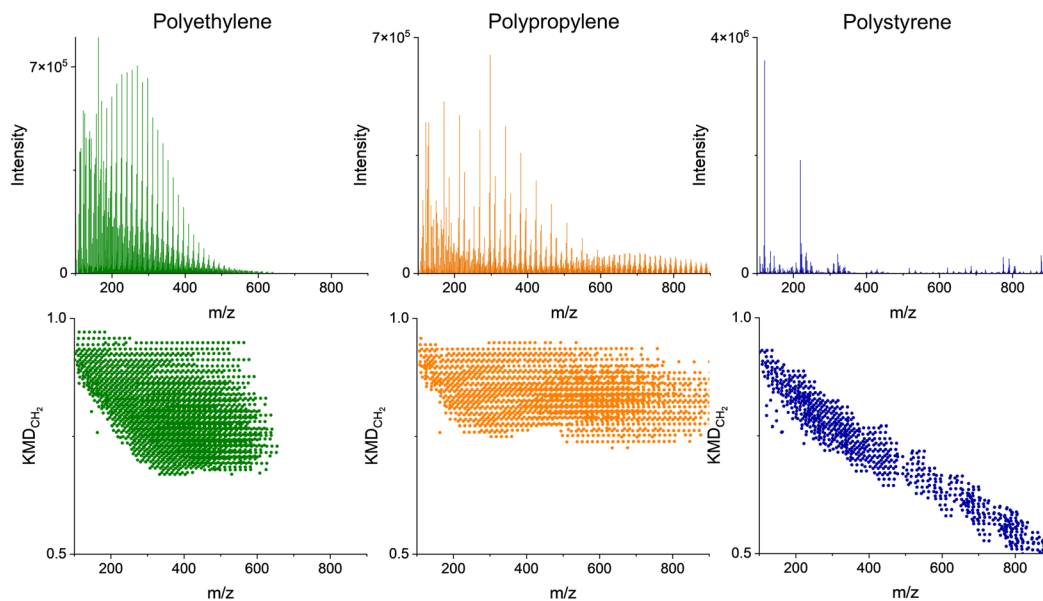 Polyethylene
Polypropylene
Polystyrene
7×10⁵
Intensity
0
200
400
600
800
m/z
7×10⁵
Intensity
0
200
400
600
800
m/z
4×10⁶
Intensity
0
200
400
600
800
m/z
1.0
KMD_CH₂
0.5
200
400
600
800
m/z
1.0
KMD_CH₂
0.5
200
400
600
800
m/z
1.0
KMD_CH₂
0.5
200
400
600
800
m/z